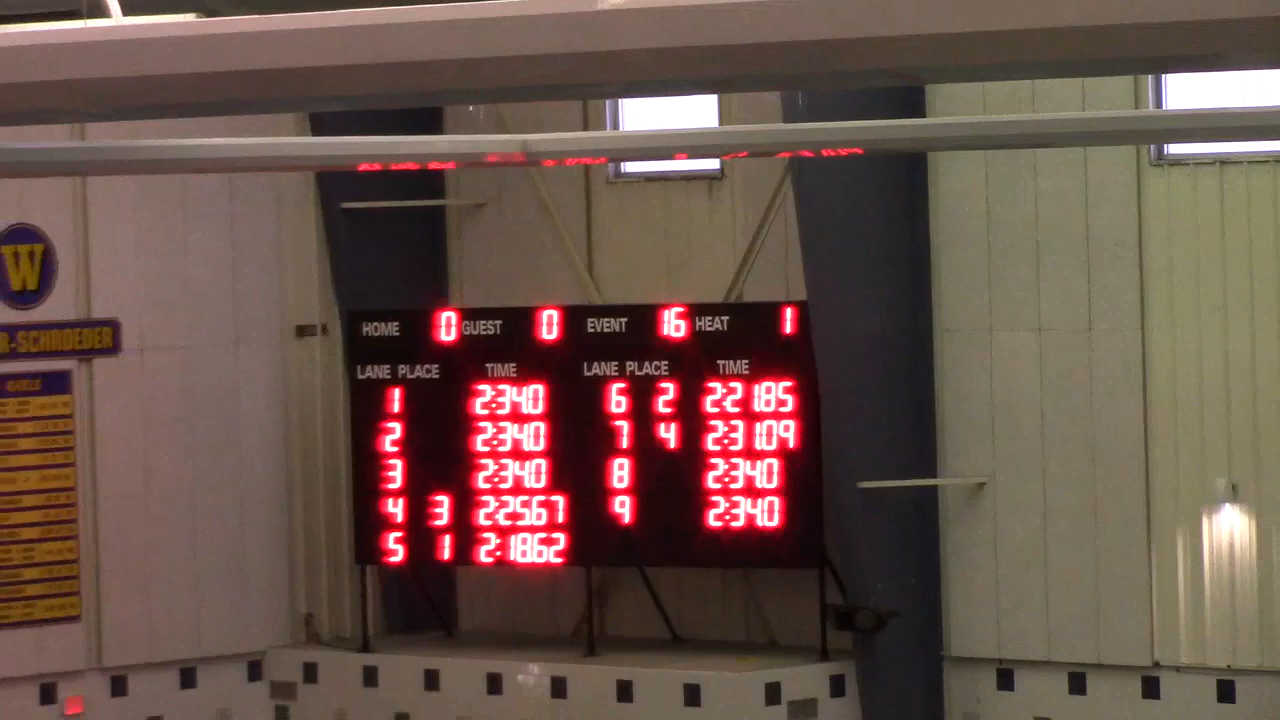 W
R-SCHROEDER
GIRLS
HOME 0 GUEST 0 EVENT 16 HEAT 1
LANE PLACE TIME LANE PLACE TIME
1 2:34.0 6 2 2:21.85
2 2:34.0 7 4 2:31.09
3 2:34.0 8 2:34.0
4 3 2:25.67 9 2:34.0
5 1 2:18.62